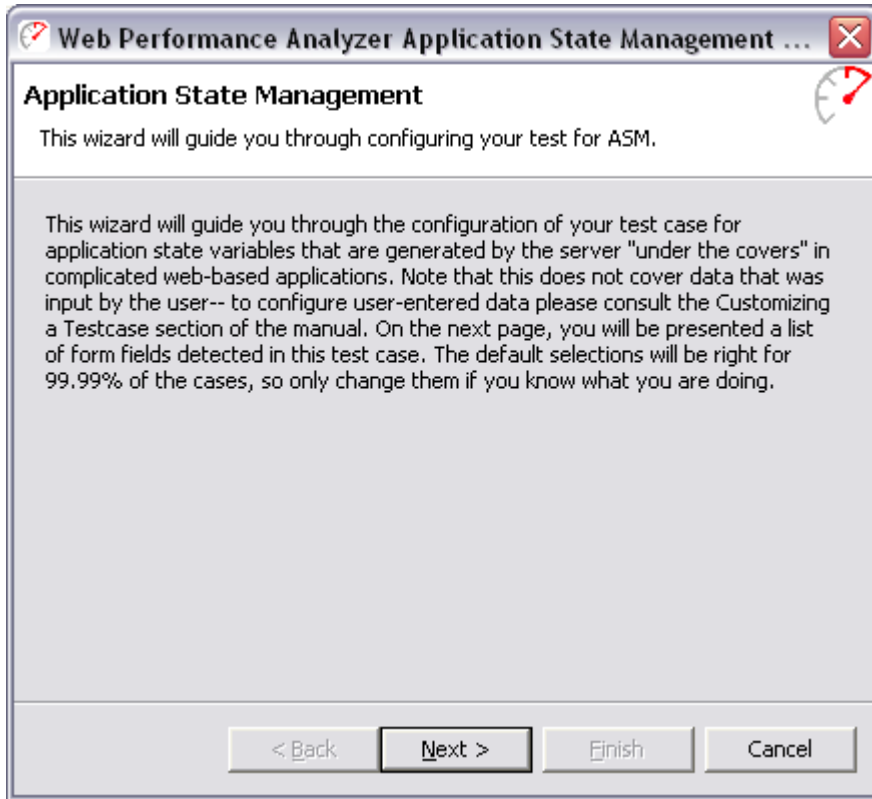 Web Performance Analyzer Application State Management ...
Application State Management
This wizard will guide you through configuring your test for ASM.
This wizard will guide you through the configuration of your test case for
application state variables that are generated by the server "under the covers" in
complicated web-based applications. Note that this does not cover data that was
input by the user-- to configure user-entered data please consult the Customizing
a Testcase section of the manual. On the next page, you will be presented a list
of form fields detected in this test case. The default selections will be right for
99.99% of the cases, so only change them if you know what you are doing.
< Back Next > Finish Cancel